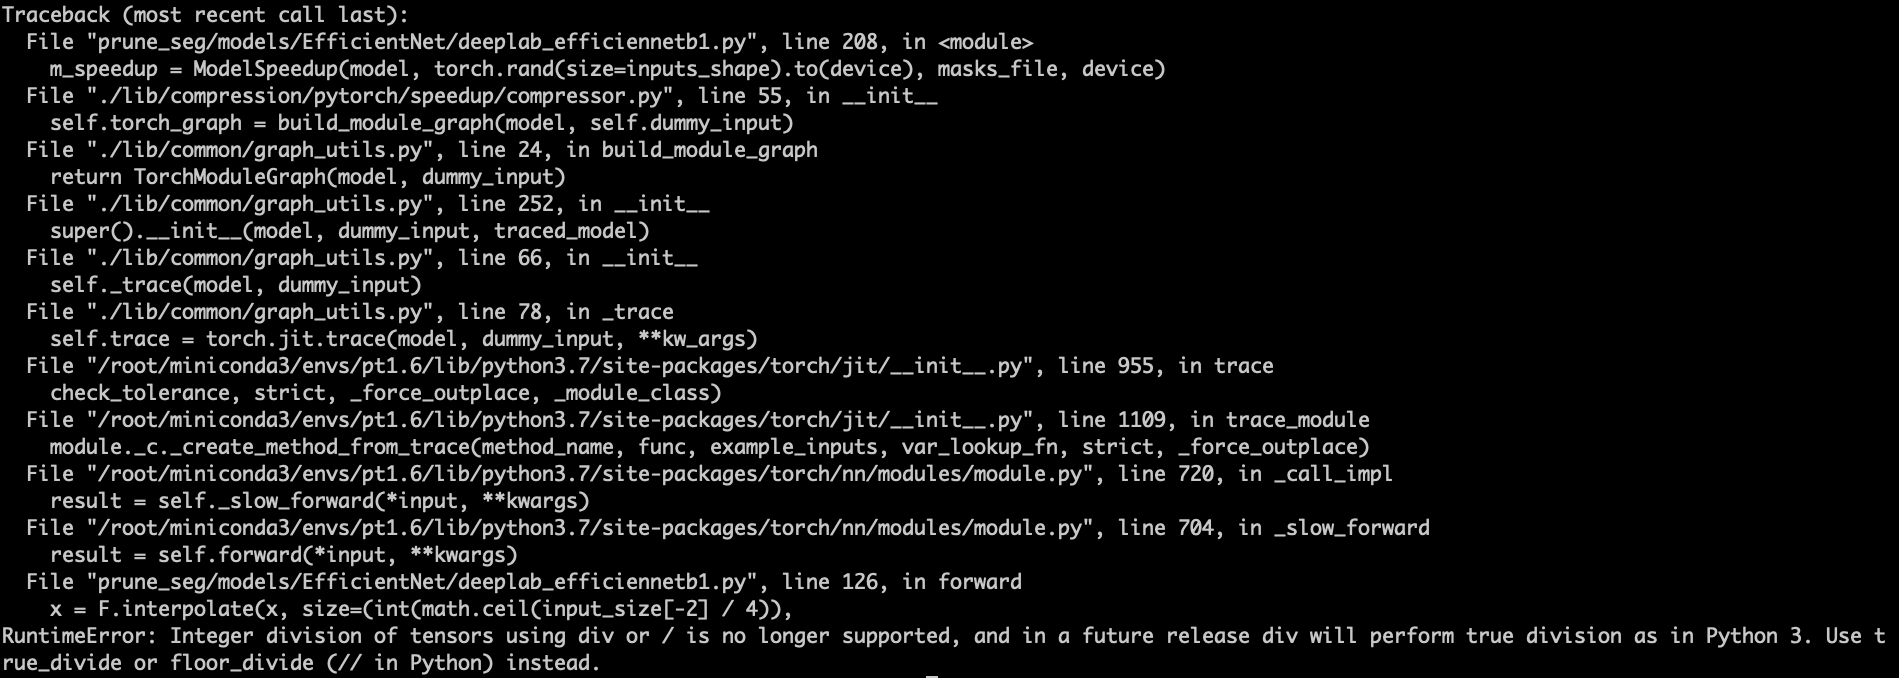 Traceback (most recent call last):
  File "prune_seg/models/EfficientNet/deeplab_efficiennetb1.py", line 208, in <module>
    m_speedup = ModelSpeedup(model, torch.rand(size=inputs_shape).to(device), masks_file, device)
  File "./lib/compression/pytorch/speedup/compressor.py", line 55, in __init__
    self.torch_graph = build_module_graph(model, self.dummy_input)
  File "./lib/common/graph_utils.py", line 24, in build_module_graph
    return TorchModuleGraph(model, dummy_input)
  File "./lib/common/graph_utils.py", line 252, in __init__
    super().__init__(model, dummy_input, traced_model)
  File "./lib/common/graph_utils.py", line 66, in __init__
    self._trace(model, dummy_input)
  File "./lib/common/graph_utils.py", line 78, in _trace
    self.trace = torch.jit.trace(model, dummy_input, **kw_args)
  File "/root/miniconda3/envs/pt1.6/lib/python3.7/site-packages/torch/jit/__init__.py", line 955, in trace
    check_tolerance, strict, _force_outplace, _module_class)
  File "/root/miniconda3/envs/pt1.6/lib/python3.7/site-packages/torch/jit/__init__.py", line 1109, in trace_module
    module._c._create_method_from_trace(method_name, func, example_inputs, var_lookup_fn, strict, _force_outplace)
  File "/root/miniconda3/envs/pt1.6/lib/python3.7/site-packages/torch/nn/modules/module.py", line 720, in _call_impl
    result = self._slow_forward(*input, **kwargs)
  File "/root/miniconda3/envs/pt1.6/lib/python3.7/site-packages/torch/nn/modules/module.py", line 704, in _slow_forward
    result = self.forward(*input, **kwargs)
  File "prune_seg/models/EfficientNet/deeplab_efficiennetb1.py", line 126, in forward
    x = F.interpolate(x, size=(int(math.ceil(input_size[-2] / 4)),
RuntimeError: Integer division of tensors using div or / is no longer supported, and in a future release div will perform true division as in Python 3. Use t
rue_divide or floor_divide (// in Python) instead.